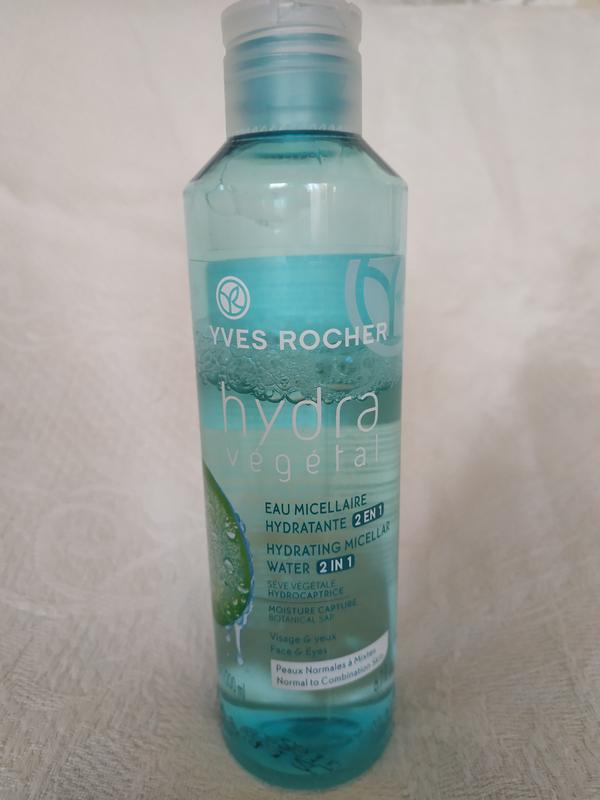 YVES ROCHER
hydra
végétal
EAU MICELLAIRE
HYDRATANTE 2 EN 1
HYDRATING MICELLAR
WATER 2 IN 1
SÈVE VÉGÉTALE
HYDROCAPTRICE
MOISTURE CAPTURE
BOTANICAL SAP
Visage & yeux
Face & Eyes
Peaux Normales à Mixtes
Normal to Combination Skin